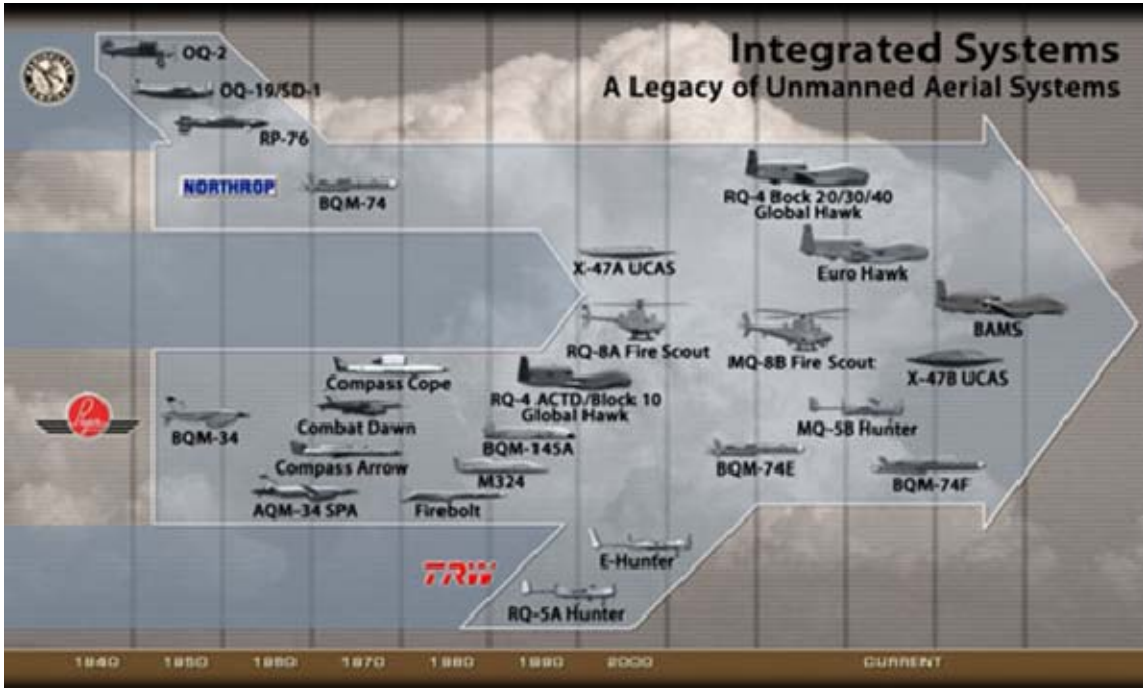 Integrated Systems
A Legacy of Unmanned Aerial Systems
OQ-2
OQ-19/SD-1
RP-76
NORTHROP
BQM-74
RQ-4 Bock 20/30/40
Global Hawk
X-47A UCAS
Euro Hawk
BAMS
RQ-8A Fire Scout
MQ-8B Fire Scout
X-47B UCAS
Compass Cope
RQ-4 ACTD/Block 10
Global Hawk
Ryan
BQM-34
Combat Dawn
MQ-5B Hunter
BQM-145A
Compass Arrow
M324
BQM-74E
BQM-74F
AQM-34 SPA
Firebolt
E-Hunter
TRW
RQ-5A Hunter
1940 1950 1960 1970 1980 1990 2000 CURRENT